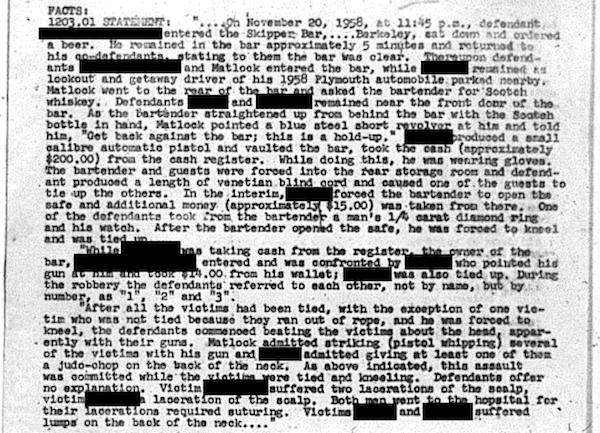 FACTS:
1203.01 STATEMENT: "....On November 20, 1958, at 11:45 p.m., defendant
entered the Skipper Bar,....Berkeley, sat down and ordered
a beer. He remained in the bar approximately 5 minutes and returned to
his co-defendants, stating to them the bar was clear. Thereupon defend-
ants and Matlock entered the bar, while remained as
lookout and getaway driver of his 1958 Plymouth automobile parked nearby.
Matlock went to the rear of the bar and asked the bartender for Scotch
whiskey. Defendants and remained near the front door of the
bar. As the bartender straightened up from behind the bar with the Scotch
bottle in hand, Matlock pointed a blue steel short revolver at him and told
him, "Get back against the bar; this is a hold-up," produced a small
calibre automatic pistol and vaulted the bar, took the cash (approximately
$200.00) from the cash register. While doing this, he was wearing gloves.
The bartender and guests were forced into the rear storage room and defend-
ant produced a length of venetian blind cord and caused one of the guests to
tie up the others. In the interim, forced the bartender to open the
safe and additional money (approximately $15.00) was taken from there. One
of the defendants took from the bartender a man's 1/4 carat diamond ring
and his watch. After the bartender opened the safe, he was forced to kneel
and was tied up.
"While was taking cash from the register, the owner of the
bar, entered and was confronted by who pointed his
gun at him and took $14.00 from his wallet; was also tied up. During
the robbery the defendants referred to each other, not by name, but by
number, as "1", "2" and "3".
"After all the victims had been tied, with the exception of one vic-
tim who was not tied because they ran out of rope, and he was forced to
kneel, the defendants commenced beating the victims about the head, appar-
ently with their guns. Matlock admitted striking (pistol whipping) several
of the victims with his gun and admitted giving at least one of them
a judo-chop on the back of the neck. As above indicated, this assault
was committed while the victims were tied and kneeling. Defendants offer
no explanation. Victim suffered two lacerations of the scalp,
victim a laceration of the scalp. Both men went to the hopsital for
their lacerations required suturing. Victims and suffered
lumps on the back of the neck...."